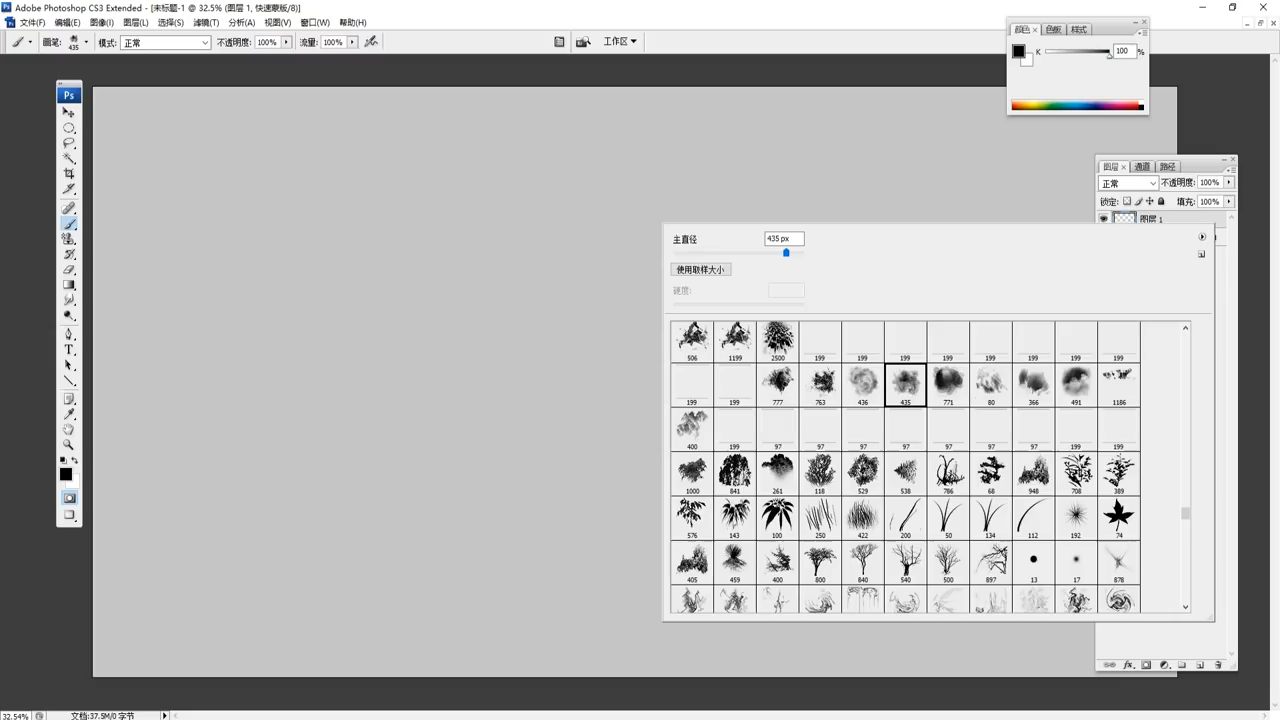 Adobe Photoshop CS3 Extended - [未标题-1 @ 32.5% (图层 1, 快速蒙版/8)]
文件(F) 编辑(E) 图像(I) 图层(L) 选择(S) 滤镜(T) 分析(A) 视图(V) 窗口(W) 帮助(H)
画笔: 435 模式: 正常 不透明度: 100% 流量: 100% 工作区
颜色 色板 样式
K 100 %
Ps
图层 通道 路径
正常 不透明度: 100%
锁定: 填充: 100%
图层 1
主直径 435 px
使用取样大小
硬度:
506 1199 2500 199 199 199 199 199 199 199 199
199 199 777 763 436 435 771 80 366 491 1186
400 199 97 97 97 97 97 97 97 199 199
1000 841 261 118 529 538 786 68 948 708 389
576 143 100 250 422 200 50 134 112 192 74
405 459 400 800 840 540 500 897 13 17 878
fx
32.54% 文档:37.5M/0 字节